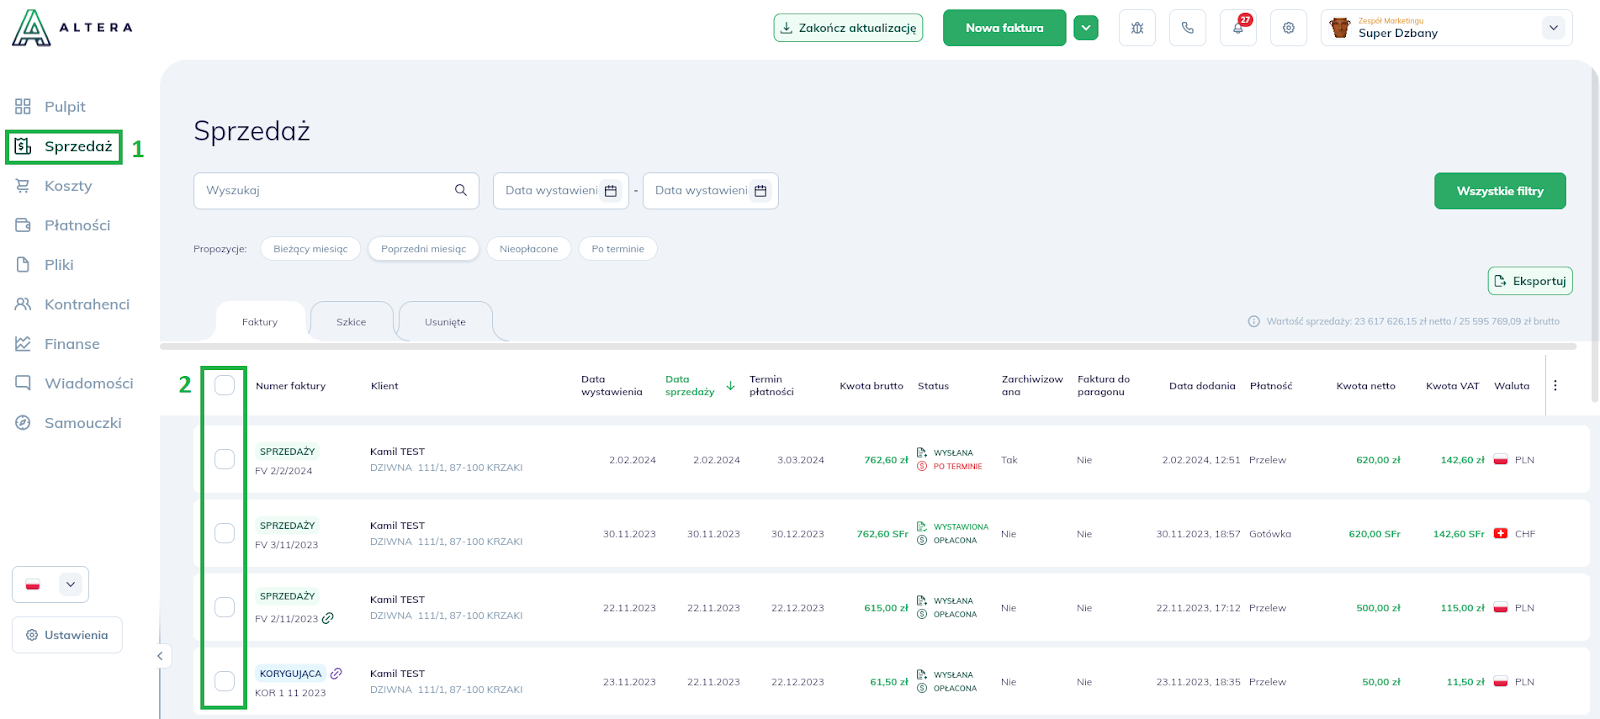 ALTERA
Zakończ aktualizację
Nowa faktura
27
Zespół Marketingu
Super Dzbany
Pulpit
Sprzedaż
1
Koszty
Płatności
Pliki
Kontrahenci
Finanse
Wiadomości
Samouczki
Ustawienia
Sprzedaż
Wyszukaj
Data wystawieni - Data wystawieni
Wszystkie filtry
Propozycje: Bieżący miesiąc Poprzedni miesiąc Nieopłacone Po terminie
Eksportuj
Faktury Szkice Usunięte
Wartość sprzedaży: 23 617 626,15 zł netto / 25 595 769,09 zł brutto
2
Numer faktury Klient Data wystawienia Data sprzedaży Termin płatności Kwota brutto Status Zarchiwizowana Faktura do paragonu Data dodania Płatność Kwota netto Kwota VAT Waluta
SPRZEDAŻY Kamil TEST WYSŁANA
FV 2/2/2024 DZIWNA 111/1, 87-100 KRZAKI 2.02.2024 2.02.2024 3.03.2024 762,60 zł PO TERMINIE Tak Nie 2.02.2024, 12:51 Przelew 620,00 zł 142,60 zł PLN
SPRZEDAŻY Kamil TEST WYSTAWIONA
FV 3/11/2023 DZIWNA 111/1, 87-100 KRZAKI 30.11.2023 30.11.2023 30.12.2023 762,60 SFr OPŁACONA Nie Nie 30.11.2023, 18:57 Gotówka 620,00 SFr 142,60 SFr CHF
SPRZEDAŻY Kamil TEST WYSŁANA
FV 2/11/2023 DZIWNA 111/1, 87-100 KRZAKI 22.11.2023 22.11.2023 22.12.2023 615,00 zł OPŁACONA Nie Nie 22.11.2023, 17:12 Przelew 500,00 zł 115,00 zł PLN
KORYGUJĄCA Kamil TEST WYSŁANA
KOR 1 11 2023 DZIWNA 111/1, 87-100 KRZAKI 23.11.2023 22.11.2023 22.12.2023 61,50 zł OPŁACONA Nie Nie 23.11.2023, 18:35 Przelew 50,00 zł 11,50 zł PLN